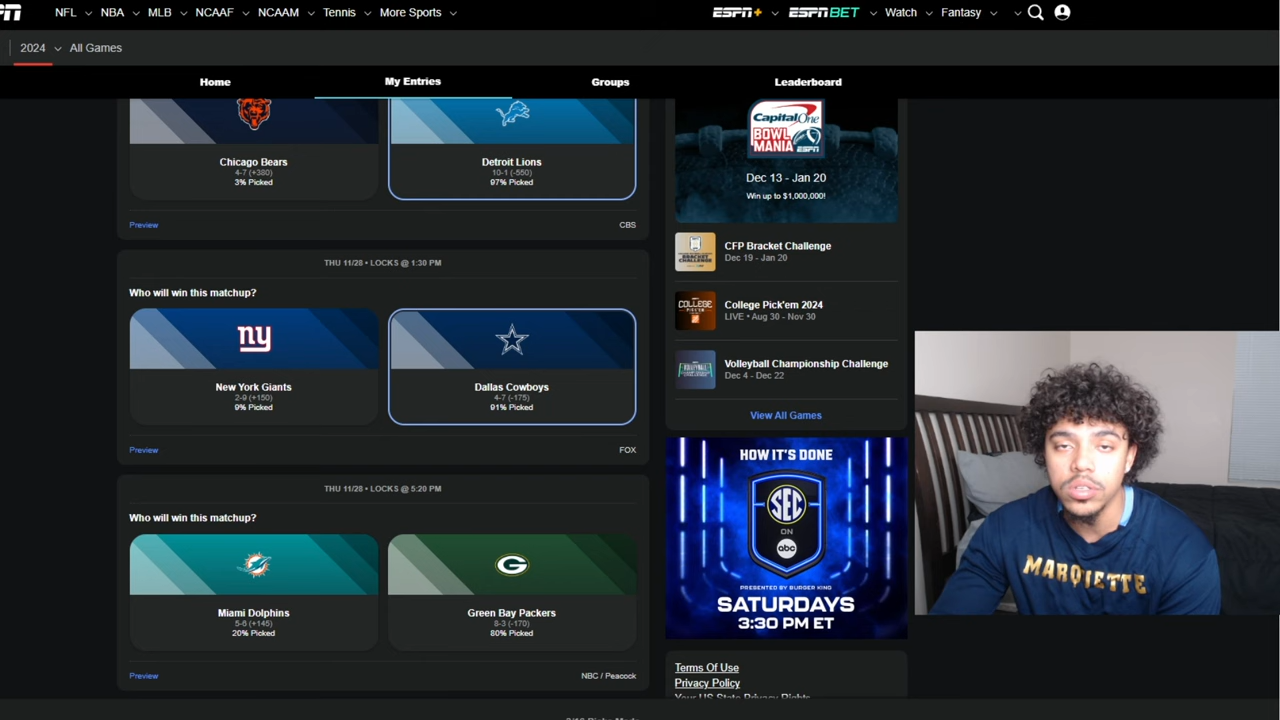 NFL NBA MLB NCAAF NCAAM Tennis More Sports ESPN+ ESPN BET Watch Fantasy
2024 All Games
Home My Entries Groups Leaderboard
Chicago Bears
4-7 (+380)
3% Picked
Detroit Lions
10-1 (-550)
97% Picked
Preview CBS
THU 11/28 • LOCKS @ 1:30 PM
Who will win this matchup?
ny
New York Giants
2-9 (+150)
9% Picked
Dallas Cowboys
4-7 (-175)
91% Picked
Preview FOX
THU 11/28 • LOCKS @ 5:20 PM
Who will win this matchup?
G
Miami Dolphins
5-6 (+145)
20% Picked
Green Bay Packers
8-3 (-170)
80% Picked
Preview NBC / Peacock
Capital One
BOWL
MANIA
ESPN
Dec 13 - Jan 20
Win up to $1,000,000!
CFP Bracket Challenge
Dec 19 - Jan 20
COLLEGE
College Pick'em 2024
LIVE • Aug 30 - Nov 30
Volleyball Championship Challenge
Dec 4 - Dec 22
View All Games
HOW IT'S DONE
SEC
ON
abc
PRESENTED BY BURGER KING
SATURDAYS
3:30 PM ET
Terms Of Use
Privacy Policy
Your US State Privacy Rights
MARQUETTE